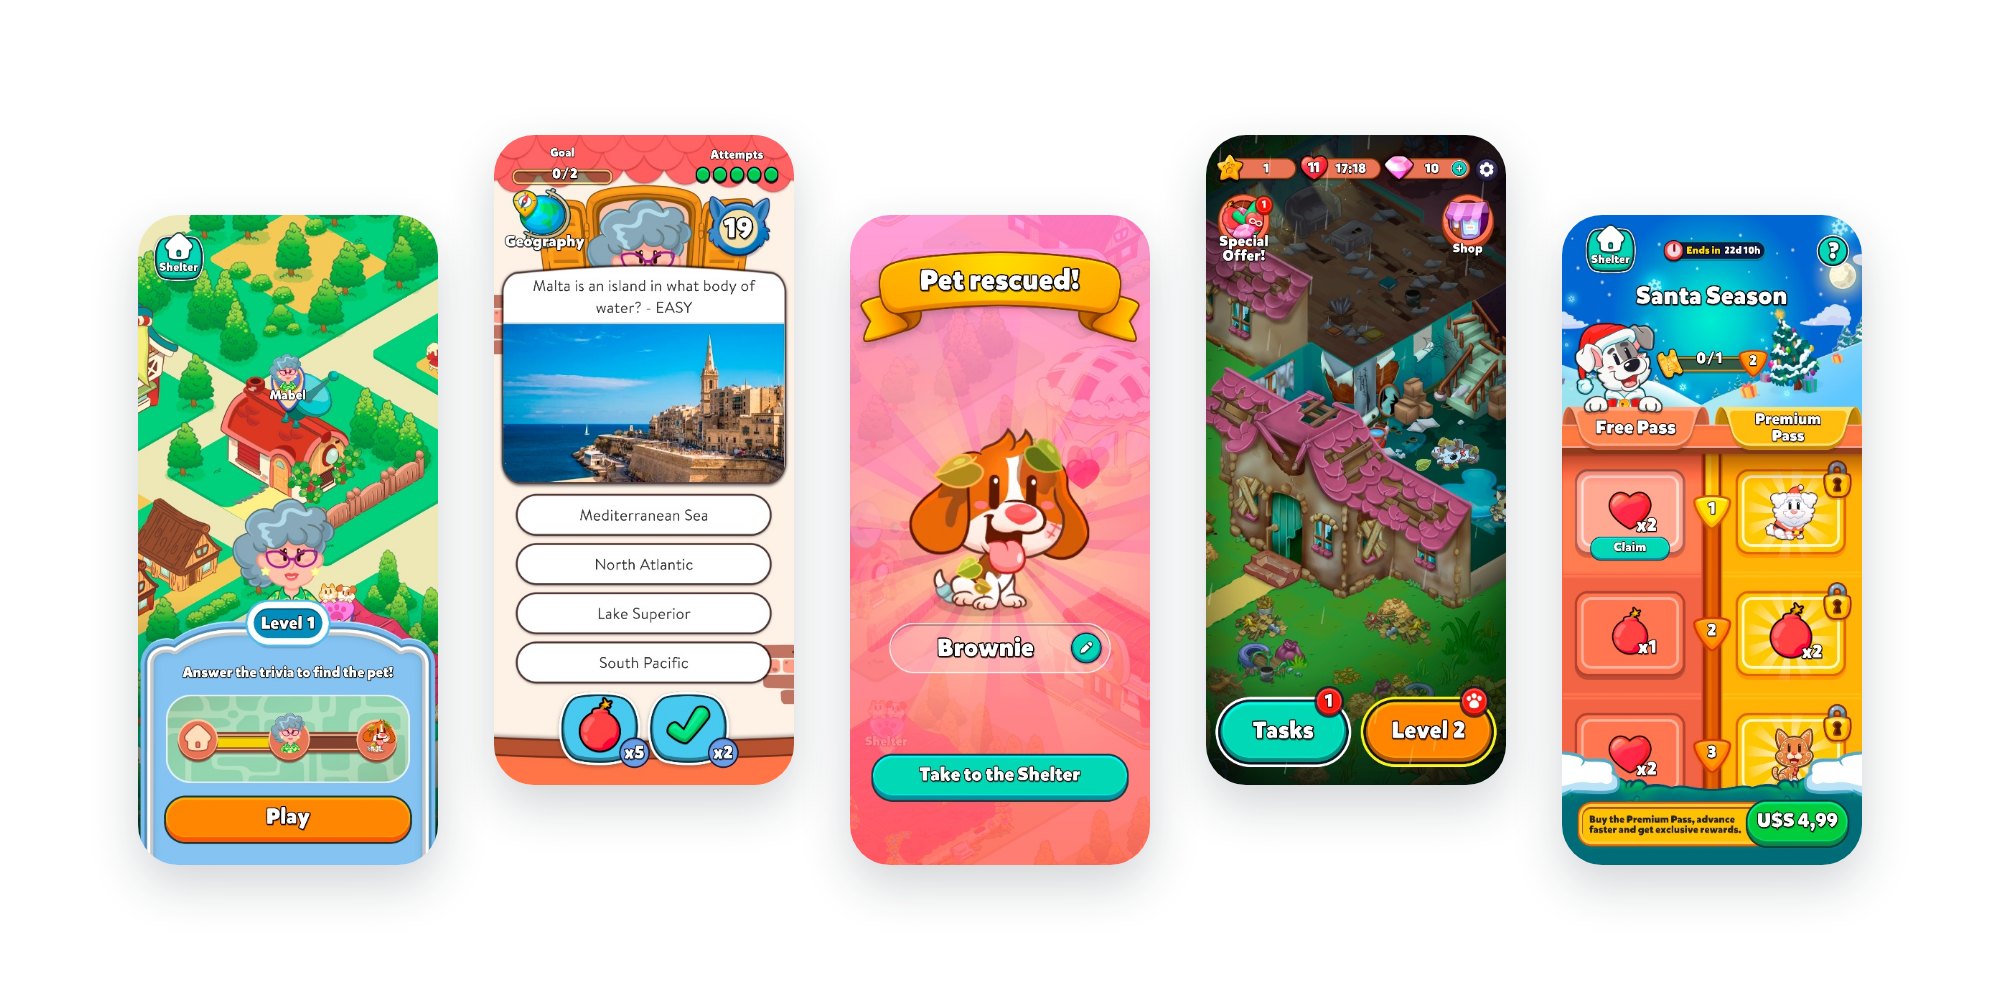 Shelter
Mabel
Level 1
Answer the trivia to find the pet!
Play
Goal
0/2
Attempts
Geography
19
Malta is an island in what body of
water? - EASY
Mediterranean Sea
North Atlantic
Lake Superior
South Pacific
x5
x2
Pet rescued!
Brownie
Shelter
Take to the Shelter
1
11
17:18
10
1
Special
Offer!
Shop
Tasks
1
Level 2
Shelter
Ends in 22d 10h
?
Santa Season
0/1
2
Free Pass
Premium
Pass
x2
Claim
1
x1
2
x2
x2
3
Buy the Premium Pass, advance
faster and get exclusive rewards.
U$S 4,99